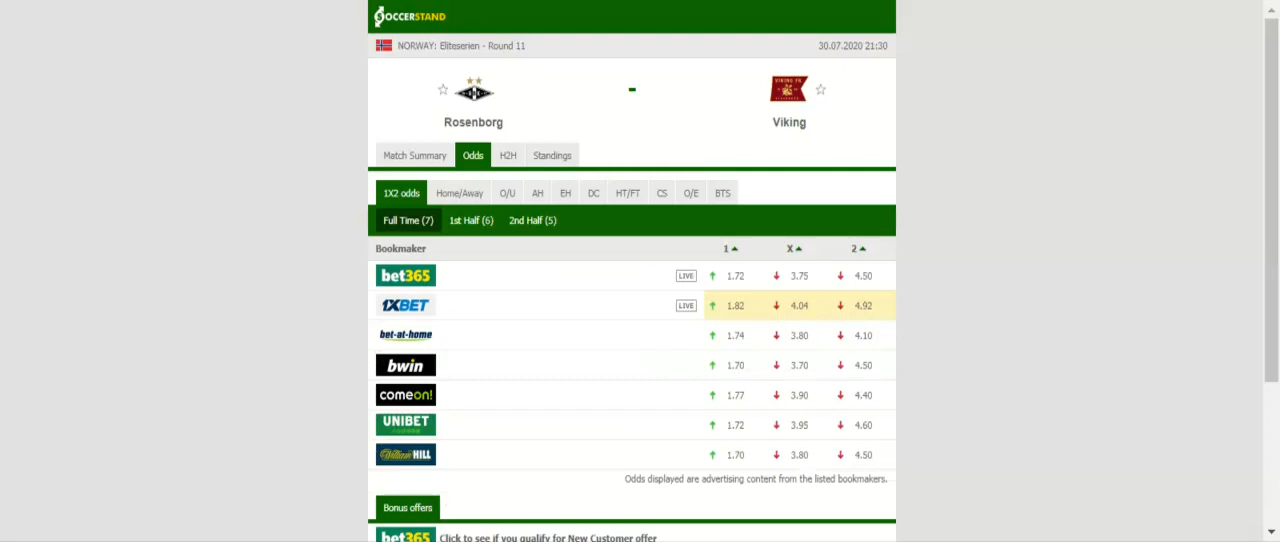 SOCCERSTAND
NORWAY: Eliteserien - Round 11 30.07.2020 21:30
VIKING FK
Rosenborg - Viking
Match Summary Odds H2H Standings
1X2 odds Home/Away O/U AH EH DC HT/FT CS O/E BTS
Full Time (7) 1st Half (6) 2nd Half (5)
Bookmaker 1 X 2
bet365 LIVE 1.72 3.75 4.50
1XBET LIVE 1.82 4.04 4.92
bet-at-home 1.74 3.80 4.10
bwin 1.70 3.70 4.50
comeon! 1.77 3.90 4.40
UNIBET 1.72 3.95 4.60
William HILL 1.70 3.80 4.50
Odds displayed are advertising content from the listed bookmakers.
Bonus offers
bet365 Click to see if you qualify for New Customer offer